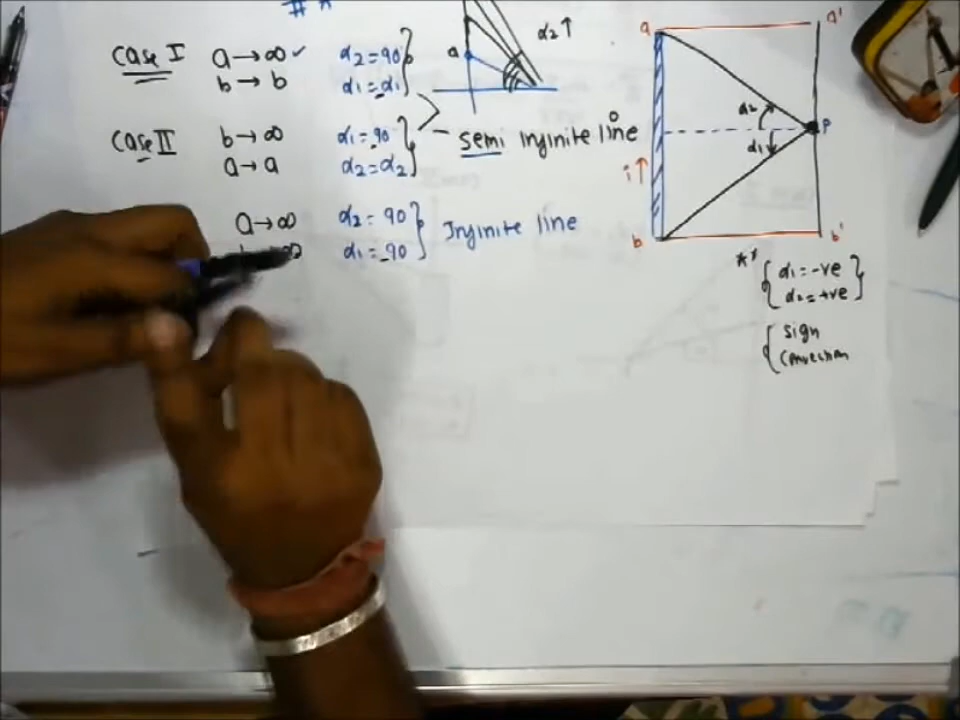 Case I a → ∞ ✓ α2 = 90
b → b α1 = α1
Case II b → ∞ α1 = 90
a → a α2 = α2
semi Infinite line
a → ∞ α2 = 90
∞ α1 = 90
Infinite line
a α2 ↑
a a'
α2
P
α1
i ↑
b b'
** α1 = -ve
α2 = +ve
sign
Convection